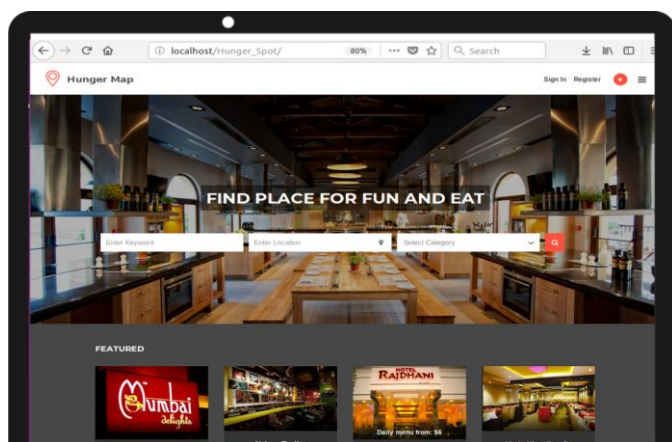 localhost/Hunger_Spot/ 80% Search
Hunger Map Sign In Register
FIND PLACE FOR FUN AND EAT
Enter Keyword Enter Location Select Category
FEATURED
Mumbai
delights
HOTEL
RAJDHANI
Daily menu from: $6